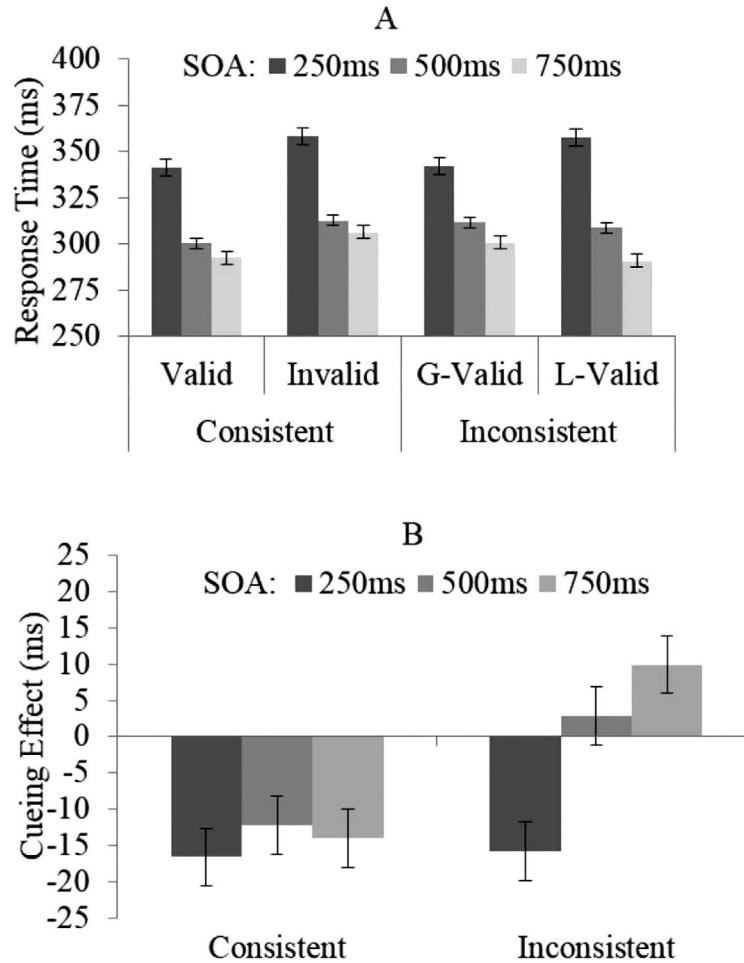 A
SOA: 250ms 500ms 750ms
Response Time (ms)
400
375
350
325
300
275
250
Valid Invalid G-Valid L-Valid
Consistent Inconsistent
B
SOA: 250ms 500ms 750ms
Cueing Effect (ms)
25
20
15
10
5
0
-5
-10
-15
-20
-25
Consistent Inconsistent